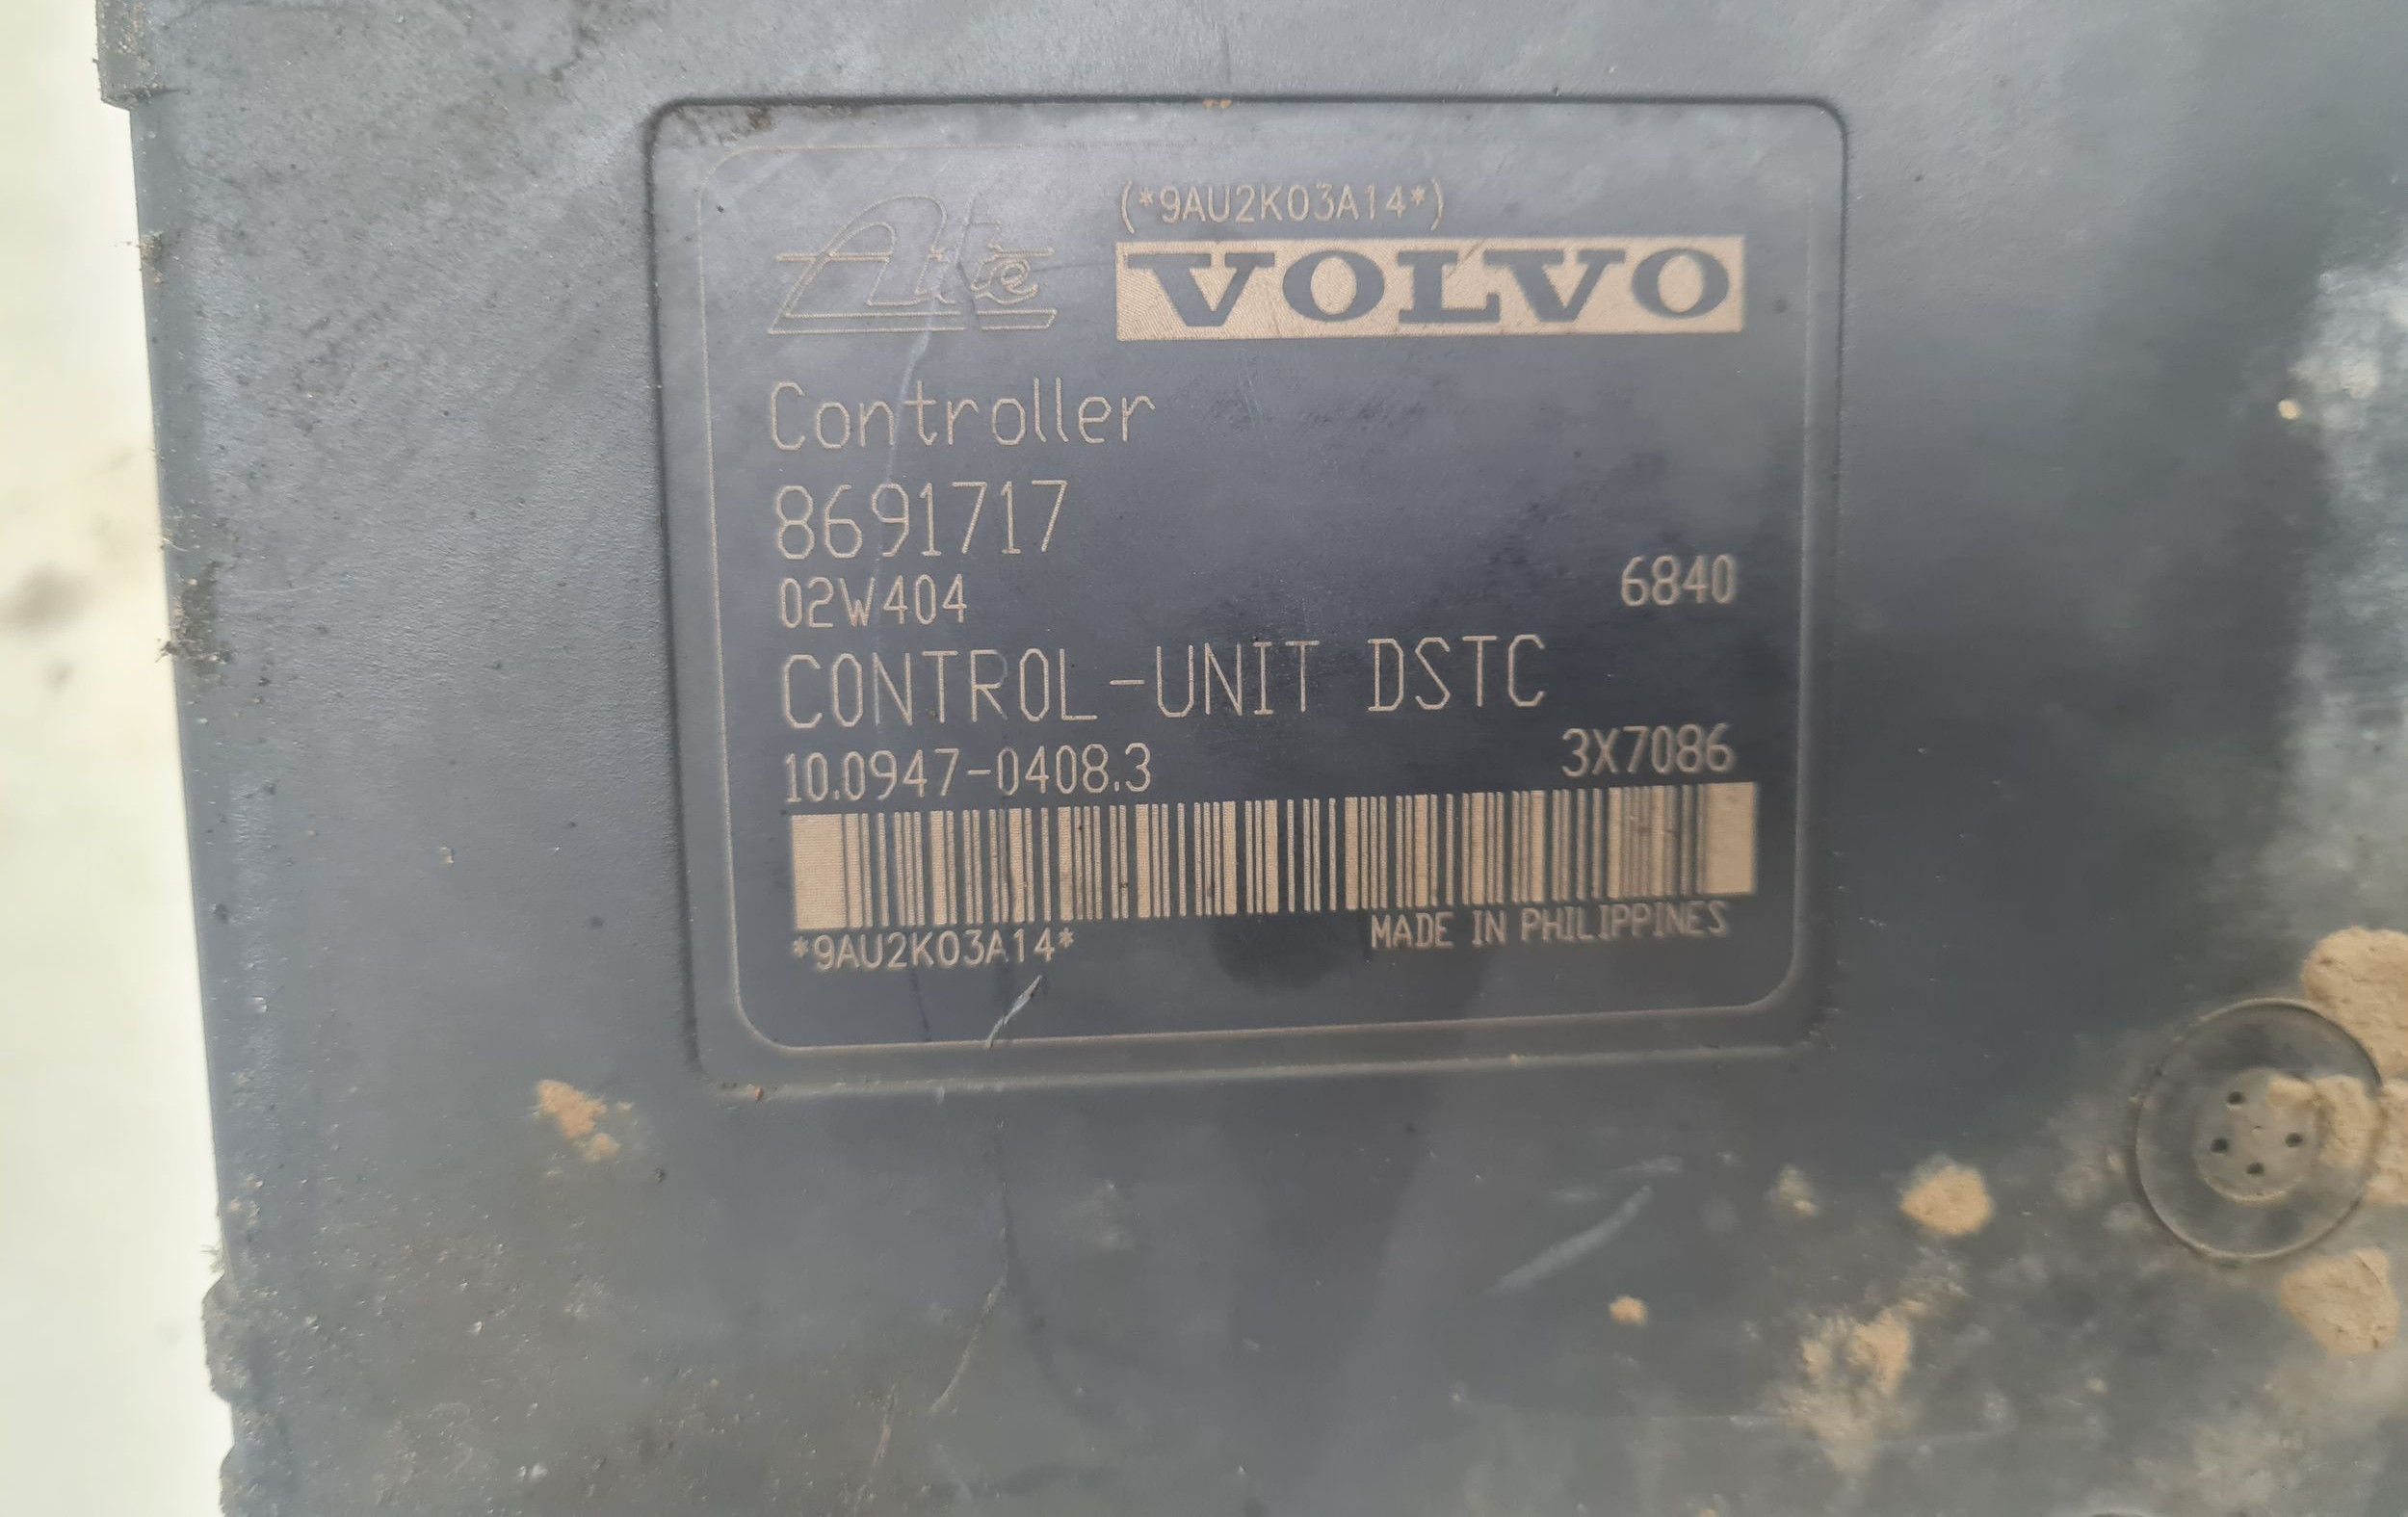 (*9AU2K03A14*)
Ate VOLVO
Controller
8691717
02W404 6840
CONTROL-UNIT DSTC
10.0947-0408.3 3X7086
*9AU2K03A14* MADE IN PHILIPPINES